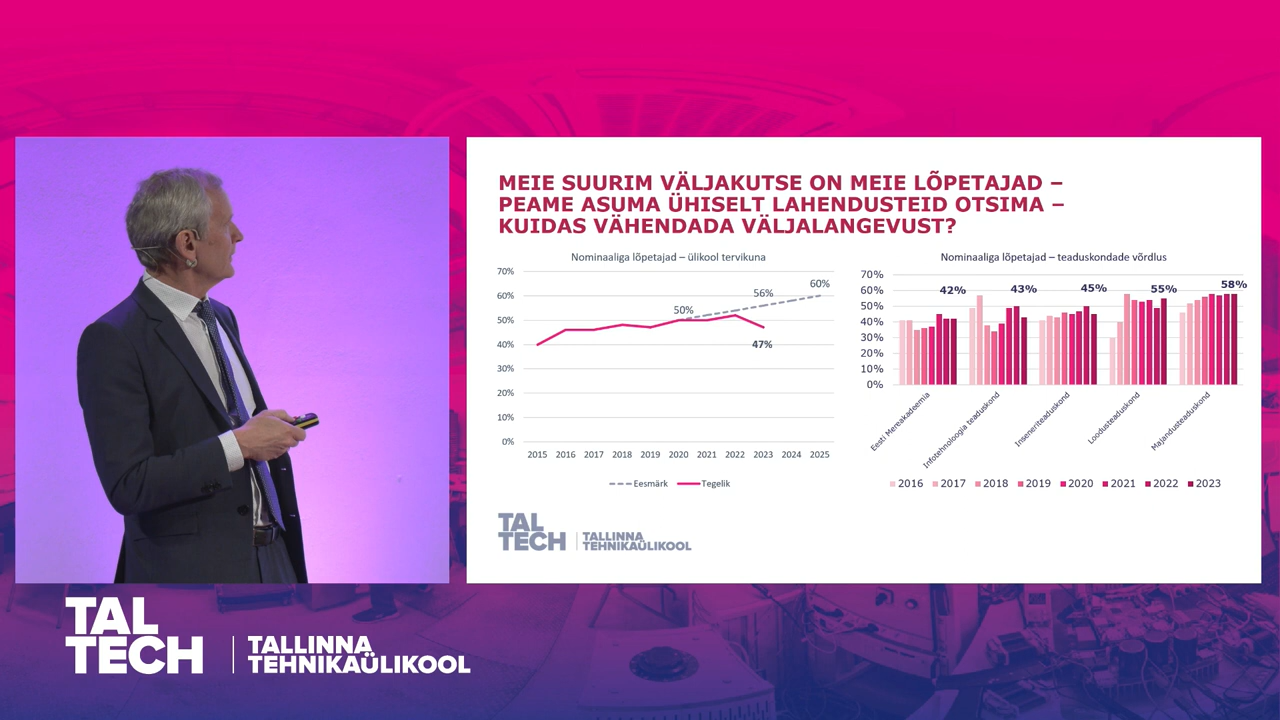 MEIE SUURIM VÄLJAKUTSE ON MEIE LÕPETAJAD –
PEAME ASUMA ÜHISELT LAHENDUSTEID OTSIMA –
KUIDAS VÄHENDADA VÄLJALANGEVUST?
Nominaaliga lõpetajad – ülikool tervikuna
70%
60%
50%
40%
30%
20%
10%
0%
50%
56%
60%
47%
2015 2016 2017 2018 2019 2020 2021 2022 2023 2024 2025
Eesmärk Tegelik
Nominaaliga lõpetajad – teaduskondade võrdlus
70%
60%
50%
40%
30%
20%
10%
0%
42% 43% 45% 55% 58%
Eesti Mereakadeemia
Infotehnoloogia teaduskond
Inseneriteaduskond
Loodusteaduskond
Majandusteaduskond
2016 2017 2018 2019 2020 2021 2022 2023
TAL
TECH
TALLINNA
TEHNIKAÜLIKOOL
TAL
TECH
TALLINNA
TEHNIKAÜLIKOOL